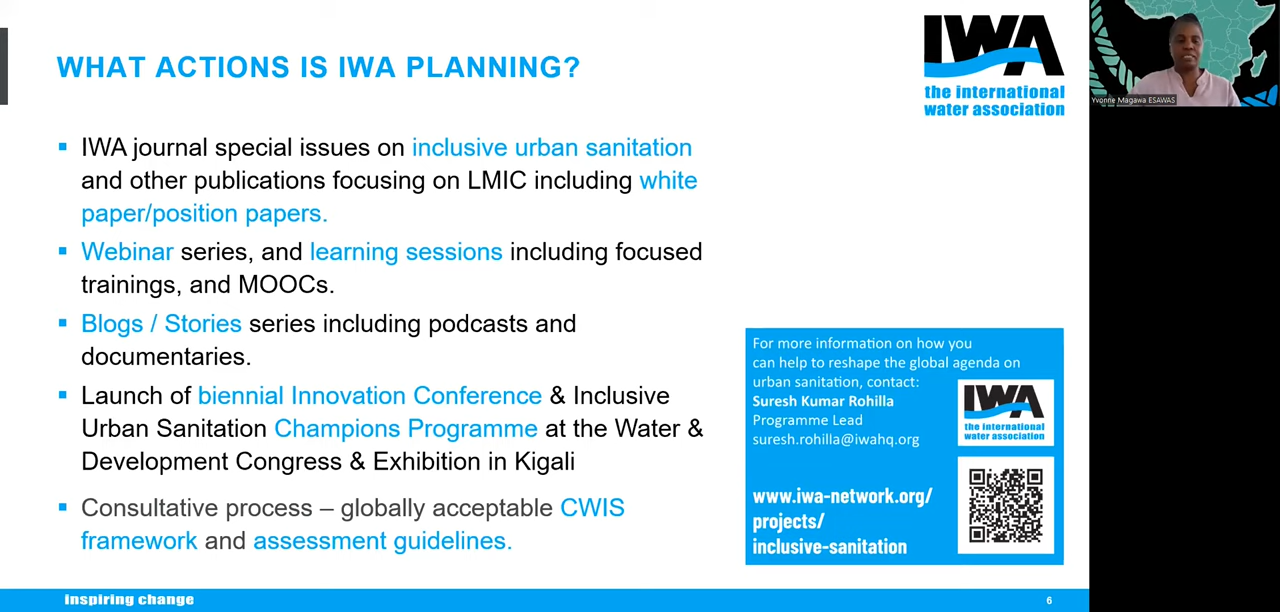 WHAT ACTIONS IS IWA PLANNING?
IWA
the international
water association
Yvonne Magawa ESAWAS
▪ IWA journal special issues on inclusive urban sanitation
and other publications focusing on LMIC including white
paper/position papers.
▪ Webinar series, and learning sessions including focused
trainings, and MOOCs.
▪ Blogs / Stories series including podcasts and
documentaries.
▪ Launch of biennial Innovation Conference & Inclusive
Urban Sanitation Champions Programme at the Water &
Development Congress & Exhibition in Kigali
▪ Consultative process – globally acceptable CWIS
framework and assessment guidelines.
For more information on how you
can help to reshape the global agenda on
urban sanitation, contact:
Suresh Kumar Rohilla
Programme Lead
suresh.rohilla@iwahq.org
IWA
the international
water association
www.iwa-network.org/
projects/
inclusive-sanitation
inspiring change
6